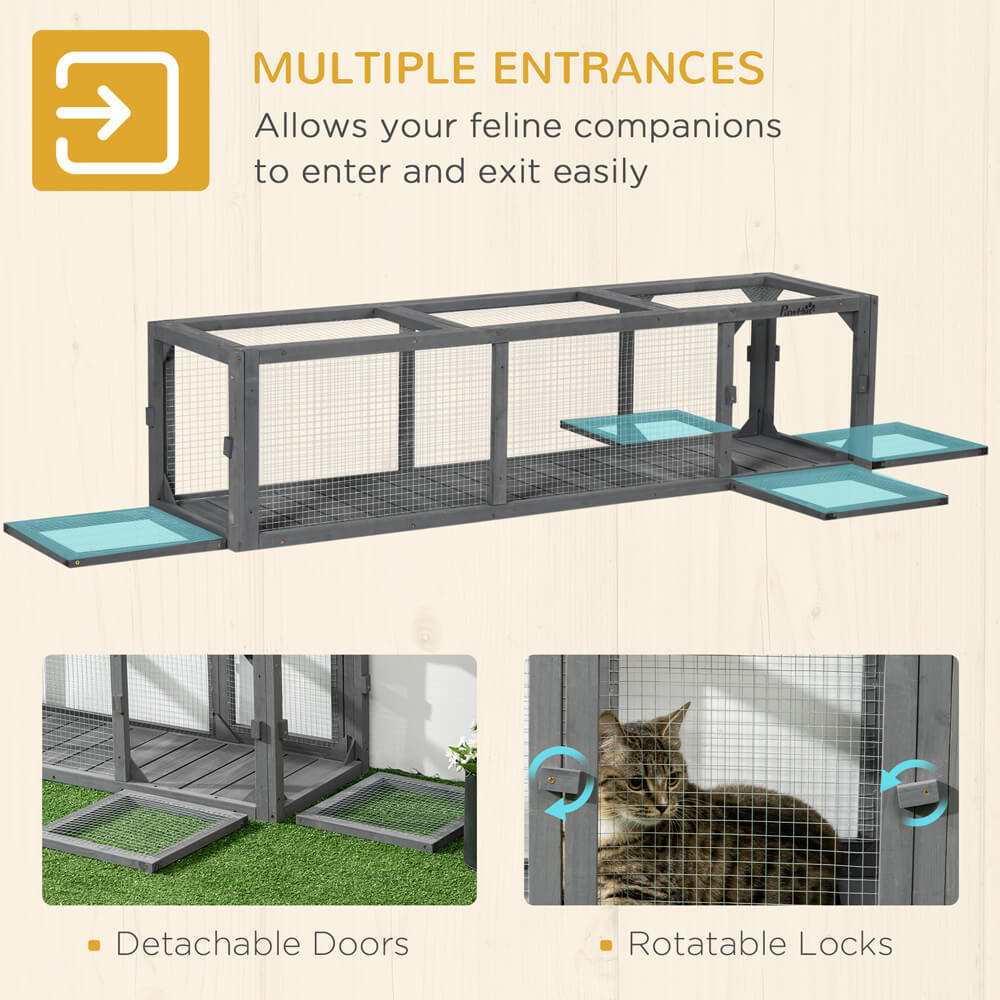 MULTIPLE ENTRANCES
Allows your feline companions
to enter and exit easily
PawHut
Detachable Doors
Rotatable Locks